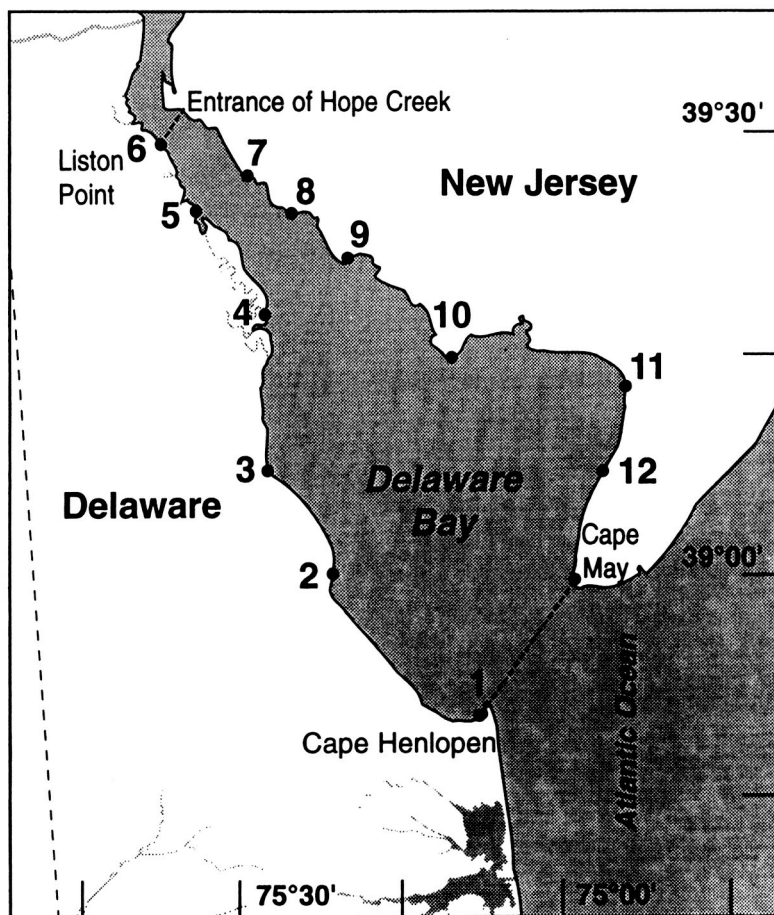 Entrance of Hope Creek
39°30'
6
7
Liston
Point
New Jersey
5
8
9
4
10
11
3
12
Delaware
Delaware
Bay
Cape
May
39°00'
2
1
Cape Henlopen
Atlantic Ocean
75°30'
75°00'